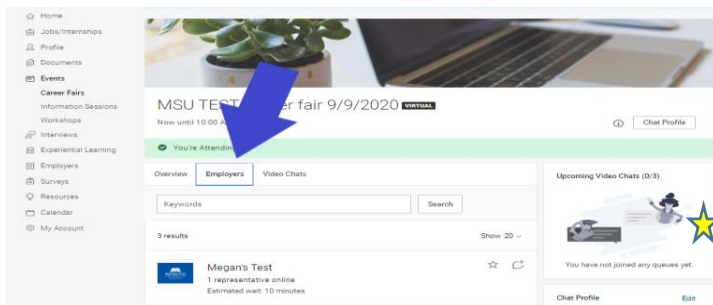 Home
Jobs/Internships
Profile
Documents
Events
Career Fairs
Information Sessions
Workshops
Interviews
Experiential Learning
Employers
Surveys
Resources
Calendar
My Account
MSU TEST er fair 9/9/2020 VIRTUAL
Now until 10:00 A
Chat Profile
You're Attending
Overview Employers Video Chats
Keywords Search
3 results Show 20
Megan's Test
1 representative online
Estimated wait: 10 minutes
Upcoming Video Chats (0/3)
You have not joined any queues yet.
Chat Profile Edit